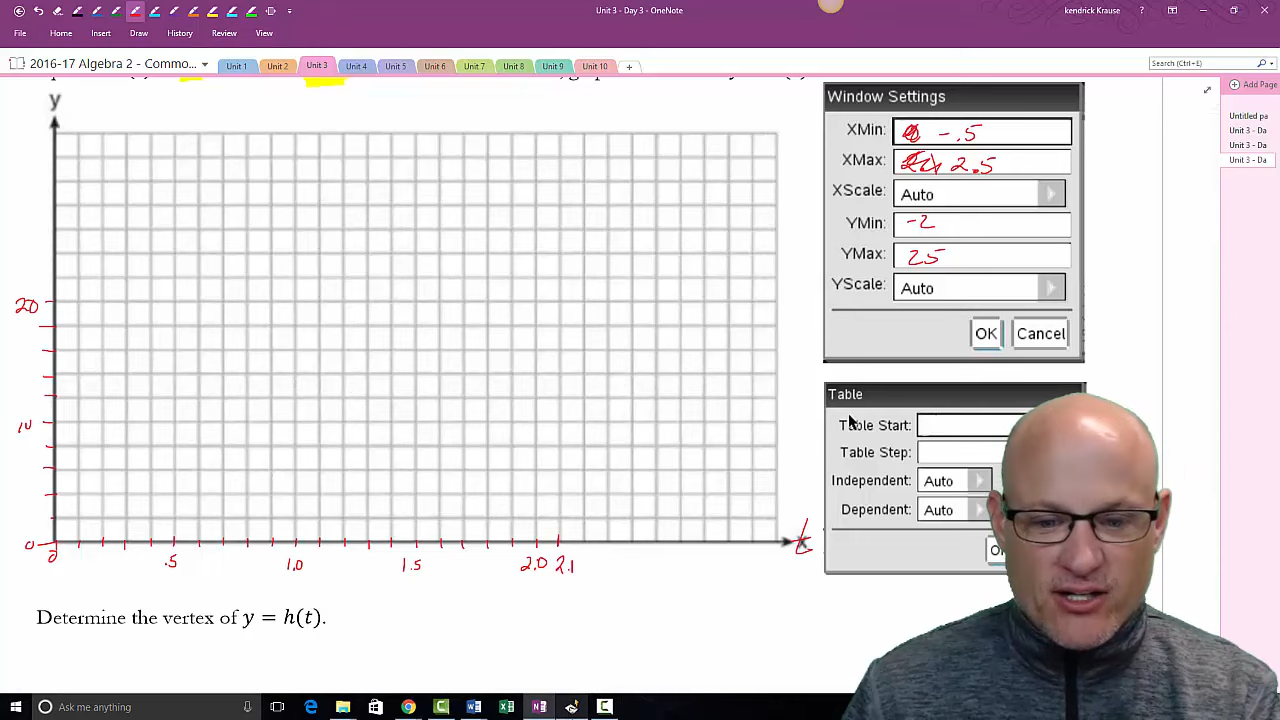 Unit 3 - Day 3 - OneNote
kendrick Krause
?
File Home Insert Draw History Review View
2016-17 Algebra 2 - Commo...
Unit 1 Unit 2 Unit 3 Unit 4 Unit 5 Unit 6 Unit 7 Unit 8 Unit 9 Unit 10 +
Search (Ctrl+E)
Add Page
Untitled pa
Unit 3 - Da
Unit 3 - Da
Unit 3 - Da
y
20
10
0
0 .5 1.0 1.5 2.0 2.1
t
Window Settings
XMin: -.5
XMax: 2.5
XScale: Auto
YMin: -2
YMax: 25
YScale: Auto
OK Cancel
Table
Table Start:
Table Step:
Independent: Auto
Dependent: Auto
Determine the vertex of y = h(t).
Ask me anything